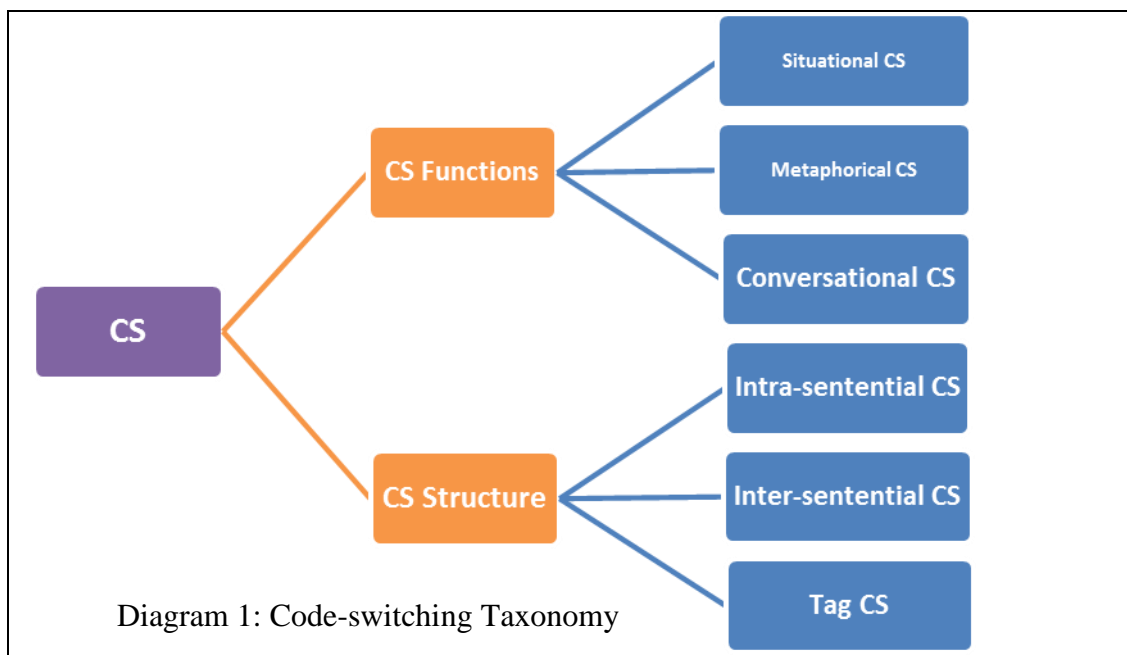 CS
CS Functions
Situational CS
Metaphorical CS
Conversational CS
CS Structure
Intra-sentential CS
Inter-sentential CS
Tag CS
Diagram 1: Code-switching Taxonomy